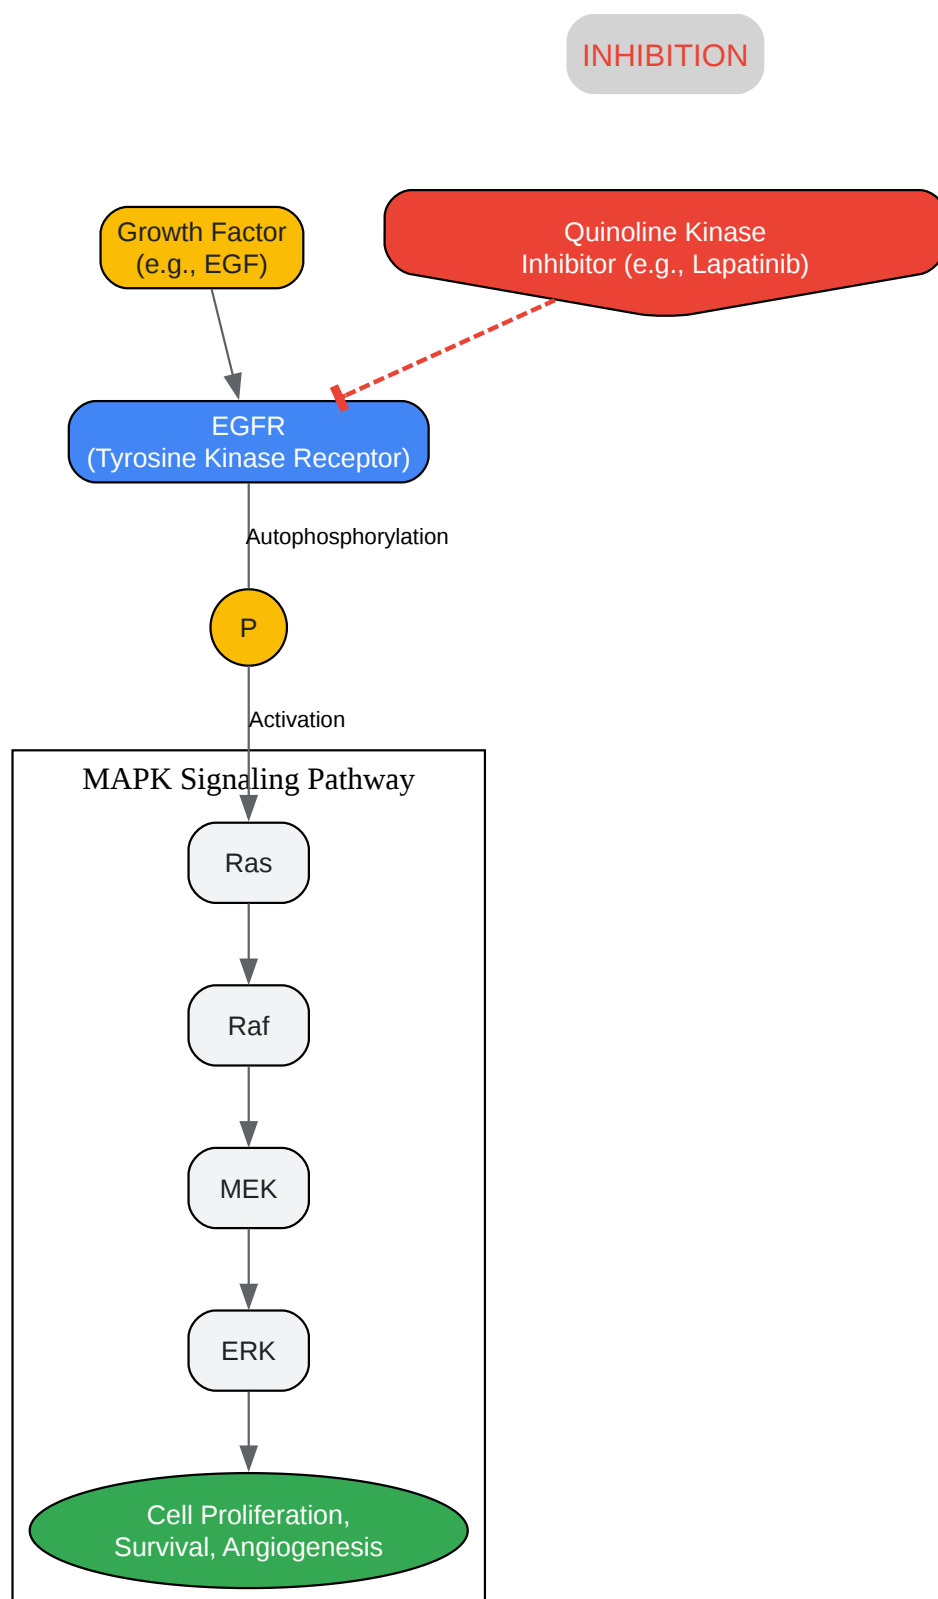 INHIBITION
Growth Factor
(e.g., EGF)
Quinoline Kinase
Inhibitor (e.g., Lapatinib)
EGFR
(Tyrosine Kinase Receptor)
Autophosphorylation
P
Activation
MAPK Signaling Pathway
Ras
Raf
MEK
ERK
Cell Proliferation,
Survival, Angiogenesis